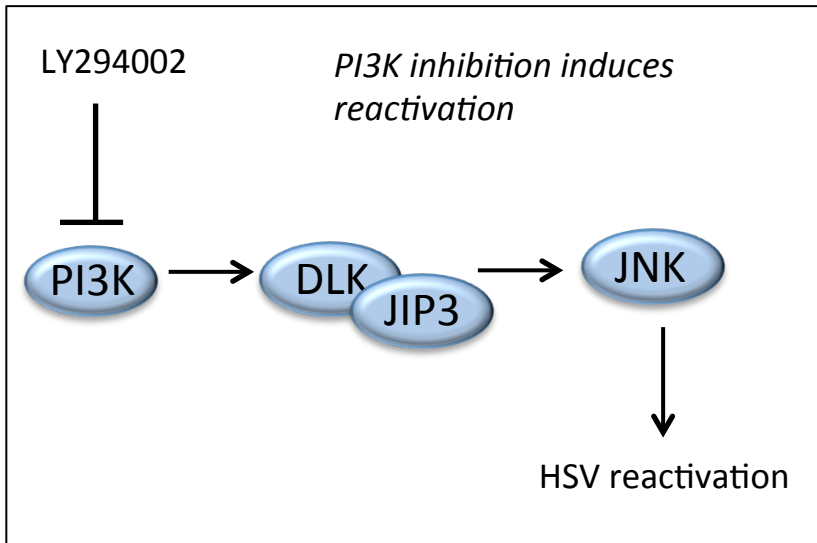 LY294002
PI3K inhibition induces
reactivation
PI3K
DLK
JIP3
JNK
HSV reactivation